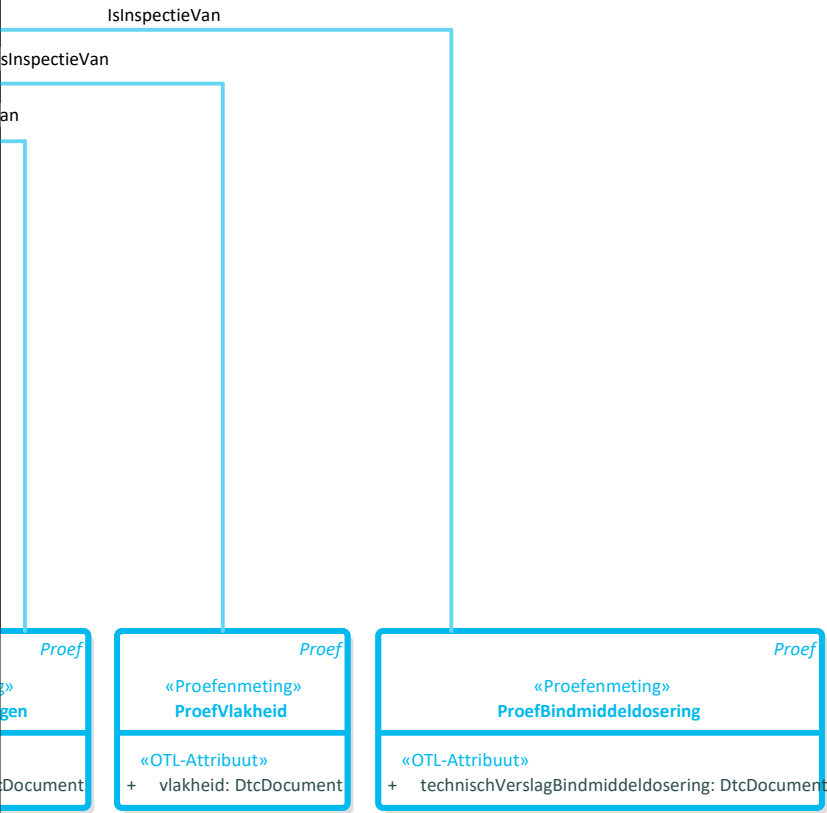 IsInspectieVan
sInspectieVan
an
Proef
g»
gen
cDocument
Proef
«Proefenmeting»
ProefVlakheid
«OTL-Attribuut»
+ vlakheid: DtcDocument
Proef
«Proefenmeting»
ProefBindmiddeldosering
«OTL-Attribuut»
+ technischVerslagBindmiddeldosering: DtcDocument